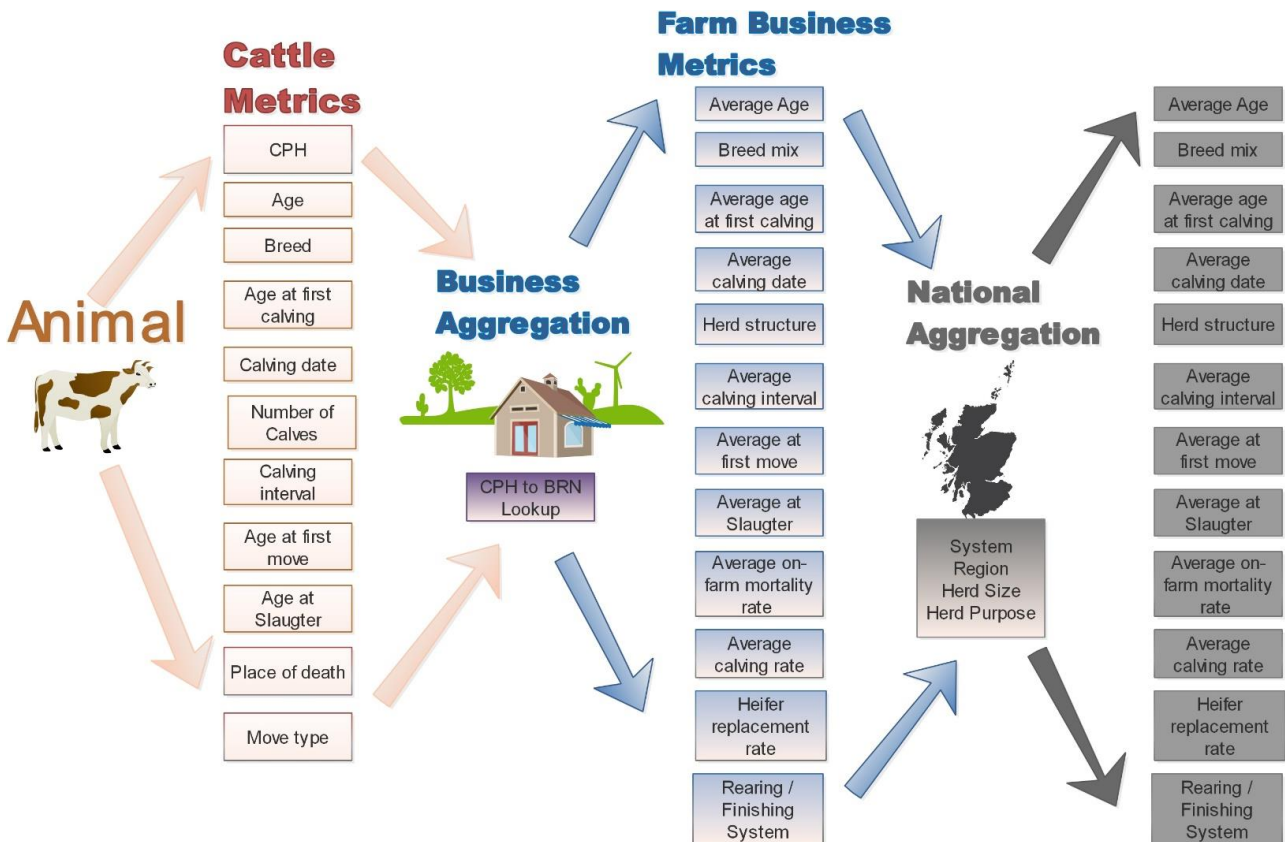 Animal
Cattle
Metrics
CPH
Age
Breed
Age at first
calving
Calving date
Number of
Calves
Calving
interval
Age at first
move
Age at
Slaugter
Place of death
Move type
Business
Aggregation
CPH to BRN
Lookup
Farm Business
Metrics
Average Age
Breed mix
Average age
at first calving
Average
calving date
Herd structure
Average
calving interval
Average at
first move
Average at
Slaugter
Average on-
farm mortality
rate
Average
calving rate
Heifer
replacement
rate
Rearing /
Finishing
System
National
Aggregation
System
Region
Herd Size
Herd Purpose
Average Age
Breed mix
Average age
at first calving
Average
calving date
Herd structure
Average
calving interval
Average at
first move
Average at
Slaugter
Average on-
farm mortality
rate
Average
calving rate
Heifer
replacement
rate
Rearing /
Finishing
System